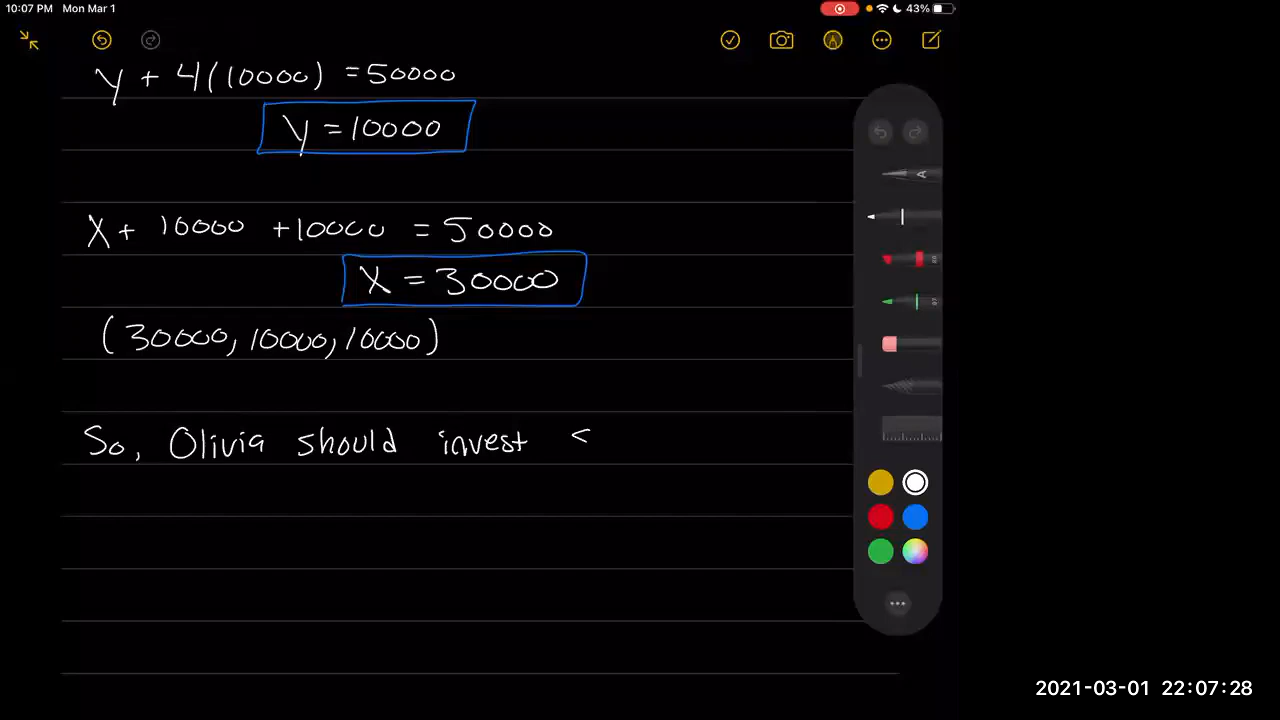 10:07 PM Mon Mar 1
43%
y + 4(10000) = 50000
y = 10000
x + 10000 + 10000 = 50000
x = 30000
(30000, 10000, 10000)
So, Olivia should invest
A
2021-03-01 22:07:28